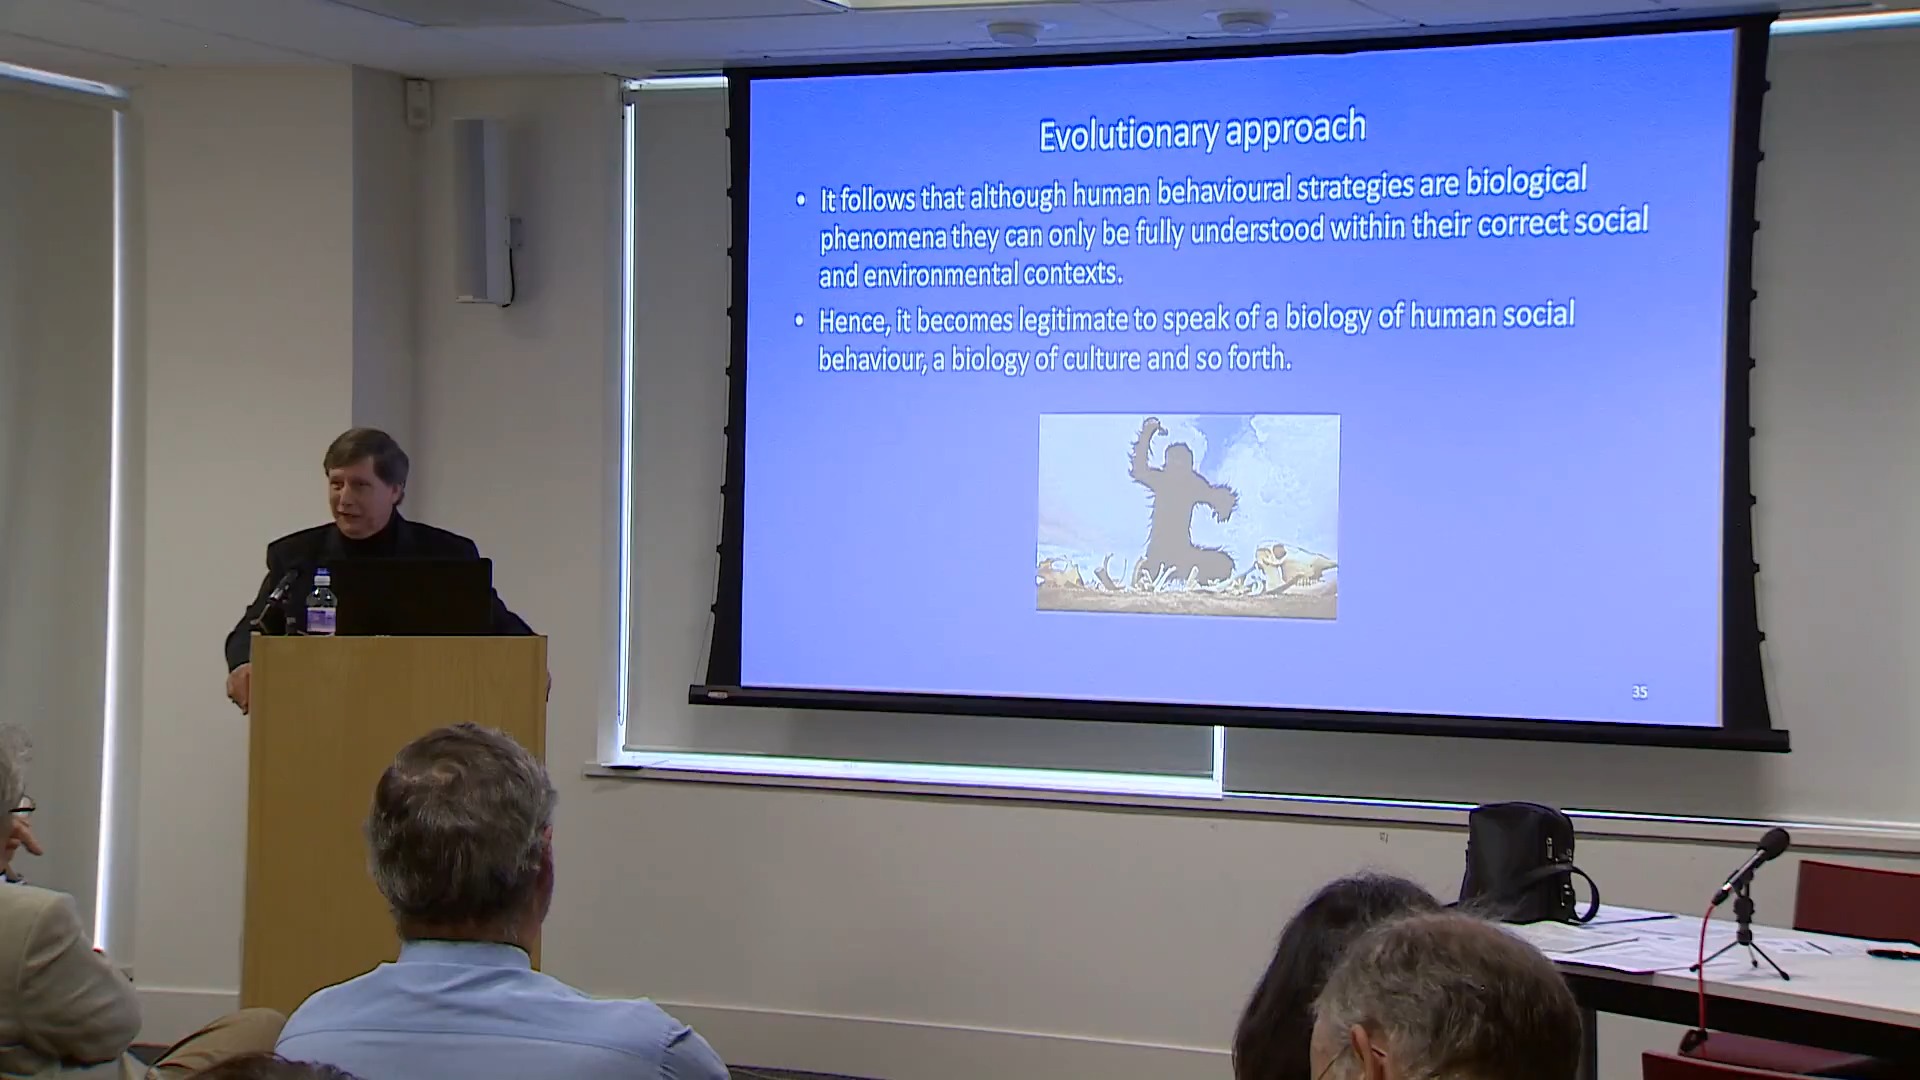 Evolutionary approach
• It follows that although human behavioural strategies are biological
phenomena they can only be fully understood within their correct social
and environmental contexts.
• Hence, it becomes legitimate to speak of a biology of human social
behaviour, a biology of culture and so forth.
35